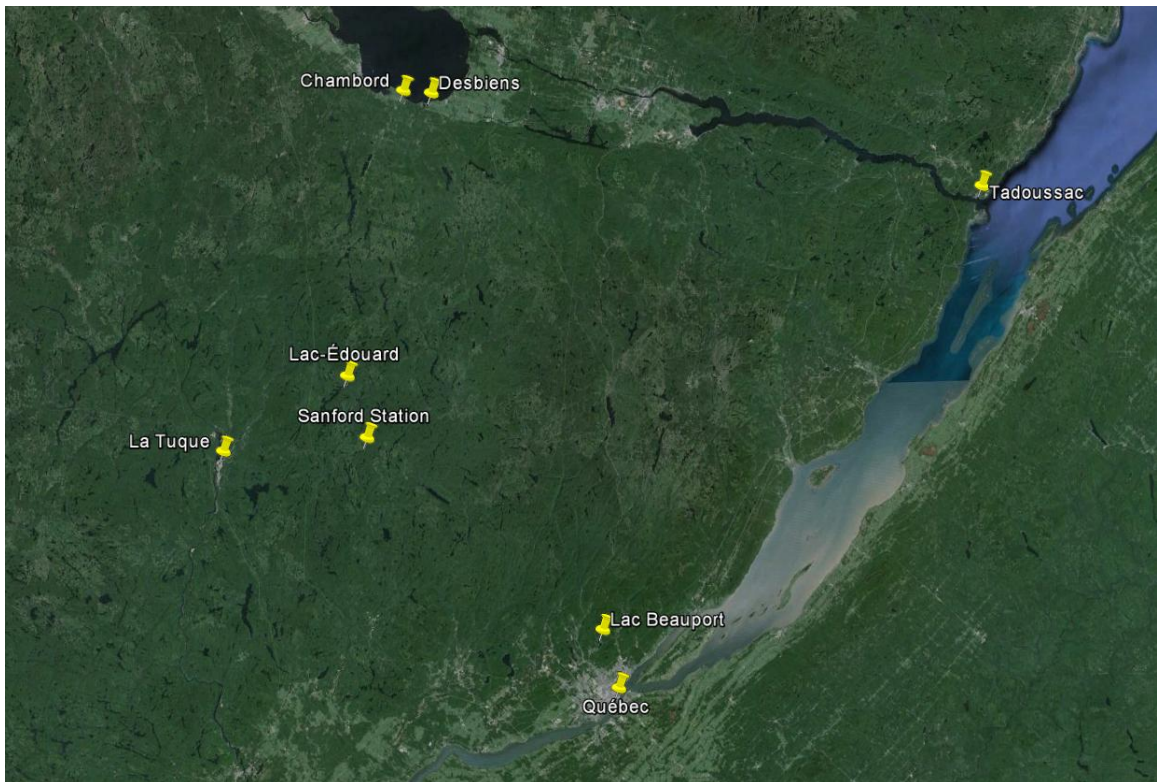 Chambord
Desbiens
Tadoussac
Lac-Édouard
Sanford Station
La Tuque
Lac Beauport
Québec